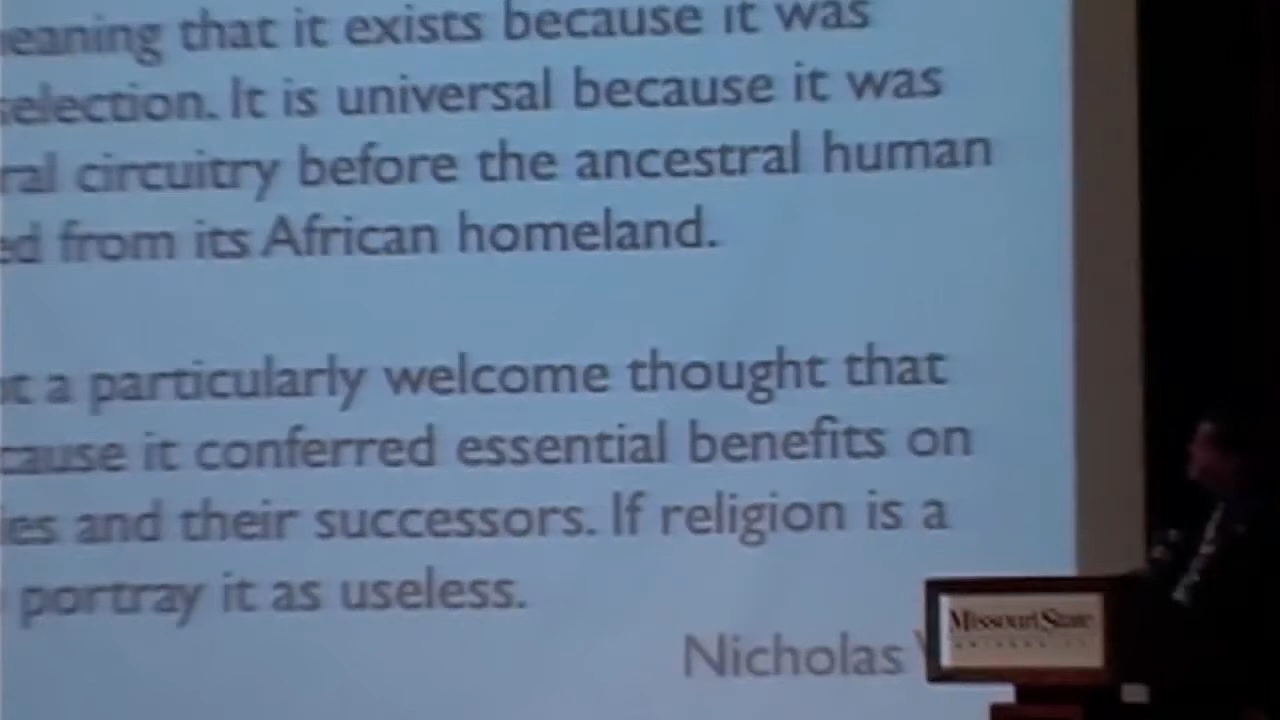 eaning that it exists because it was
selection. It is universal because it was
ral circuitry before the ancestral human
ed from its African homeland.
t a particularly welcome thought that
cause it conferred essential benefits on
ies and their successors. If religion is a
portray it as useless.
Nicholas
Missouri State